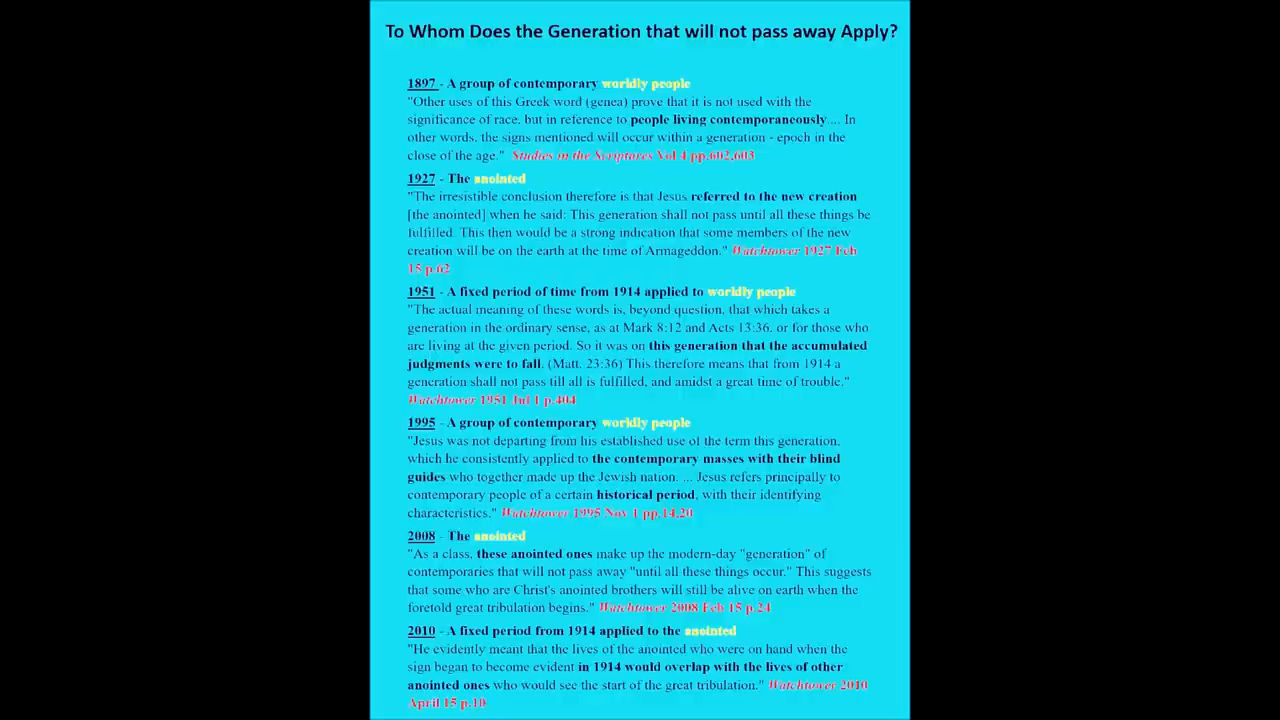 To Whom Does the Generation that will not pass away Apply?
1897 - A group of contemporary worldly people
"Other uses of this Greek word (genea) prove that it is not used with the
significance of race, but in reference to people living contemporaneously.... In
other words, the signs mentioned will occur within a generation - epoch in the
close of the age." Studies in the Scriptures Vol 4 pp.602,603
1927 - The anointed
"The irresistible conclusion therefore is that Jesus referred to the new creation
[the anointed] when he said: This generation shall not pass until all these things be
fulfilled. This then would be a strong indication that some members of the new
creation will be on the earth at the time of Armageddon." Watchtower 1927 Feb
15 p.62
1951 - A fixed period of time from 1914 applied to worldly people
"The actual meaning of these words is, beyond question, that which takes a
generation in the ordinary sense, as at Mark 8:12 and Acts 13:36, or for those who
are living at the given period. So it was on this generation that the accumulated
judgments were to fall. (Matt. 23:36) This therefore means that from 1914 a
generation shall not pass till all is fulfilled, and amidst a great time of trouble."
Watchtower 1951 Jul 1 p.404
1995 - A group of contemporary worldly people
"Jesus was not departing from his established use of the term this generation,
which he consistently applied to the contemporary masses with their blind
guides who together made up the Jewish nation. ... Jesus refers principally to
contemporary people of a certain historical period, with their identifying
characteristics." Watchtower 1995 Nov 1 pp.14,20
2008 - The anointed
"As a class, these anointed ones make up the modern-day "generation" of
contemporaries that will not pass away "until all these things occur." This suggests
that some who are Christ's anointed brothers will still be alive on earth when the
foretold great tribulation begins." Watchtower 2008 Feb 15 p.24
2010 - A fixed period from 1914 applied to the anointed
"He evidently meant that the lives of the anointed who were on hand when the
sign began to become evident in 1914 would overlap with the lives of other
anointed ones who would see the start of the great tribulation." Watchtower 2010
April 15 p.10